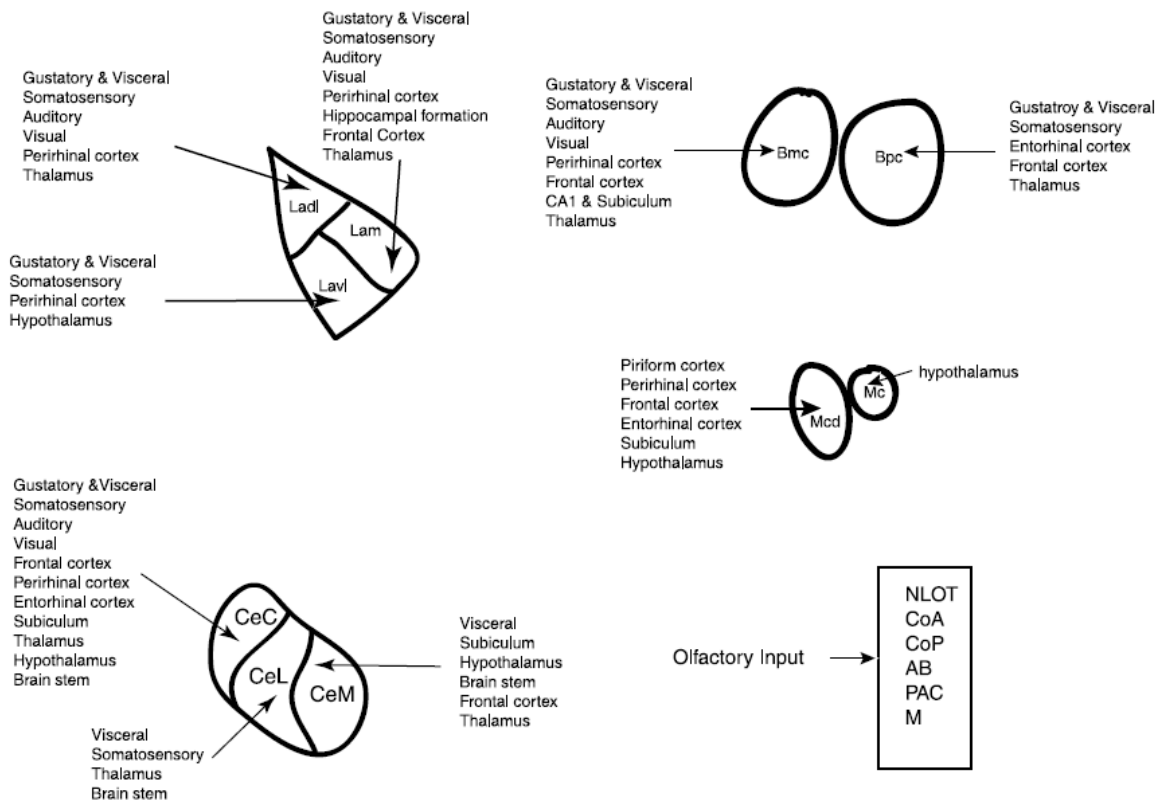 Gustatory & Visceral
Somatosensory
Auditory
Visual
Perirhinal cortex
Thalamus
Gustatory & Visceral
Somatosensory
Auditory
Visual
Perirhinal cortex
Hippocampal formation
Frontal Cortex
Thalamus
Ladl
Lam
Lavl
Gustatory & Visceral
Somatosensory
Perirhinal cortex
Hypothalamus
Gustatory & Visceral
Somatosensory
Auditory
Visual
Perirhinal cortex
Frontal cortex
CA1 & Subiculum
Thalamus
Bmc
Bpc
Gustatroy & Visceral
Somatosensory
Entorhinal cortex
Frontal cortex
Thalamus
Piriform cortex
Perirhinal cortex
Frontal cortex
Entorhinal cortex
Subiculum
Hypothalamus
Mcd
Mc
hypothalamus
Gustatory &Visceral
Somatosensory
Auditory
Visual
Frontal cortex
Perirhinal cortex
Entorhinal cortex
Subiculum
Thalamus
Hypothalamus
Brain stem
CeC
CeL
CeM
Visceral
Somatosensory
Thalamus
Brain stem
Visceral
Subiculum
Hypothalamus
Brain stem
Frontal cortex
Thalamus
Olfactory Input
NLOT
CoA
CoP
AB
PAC
M